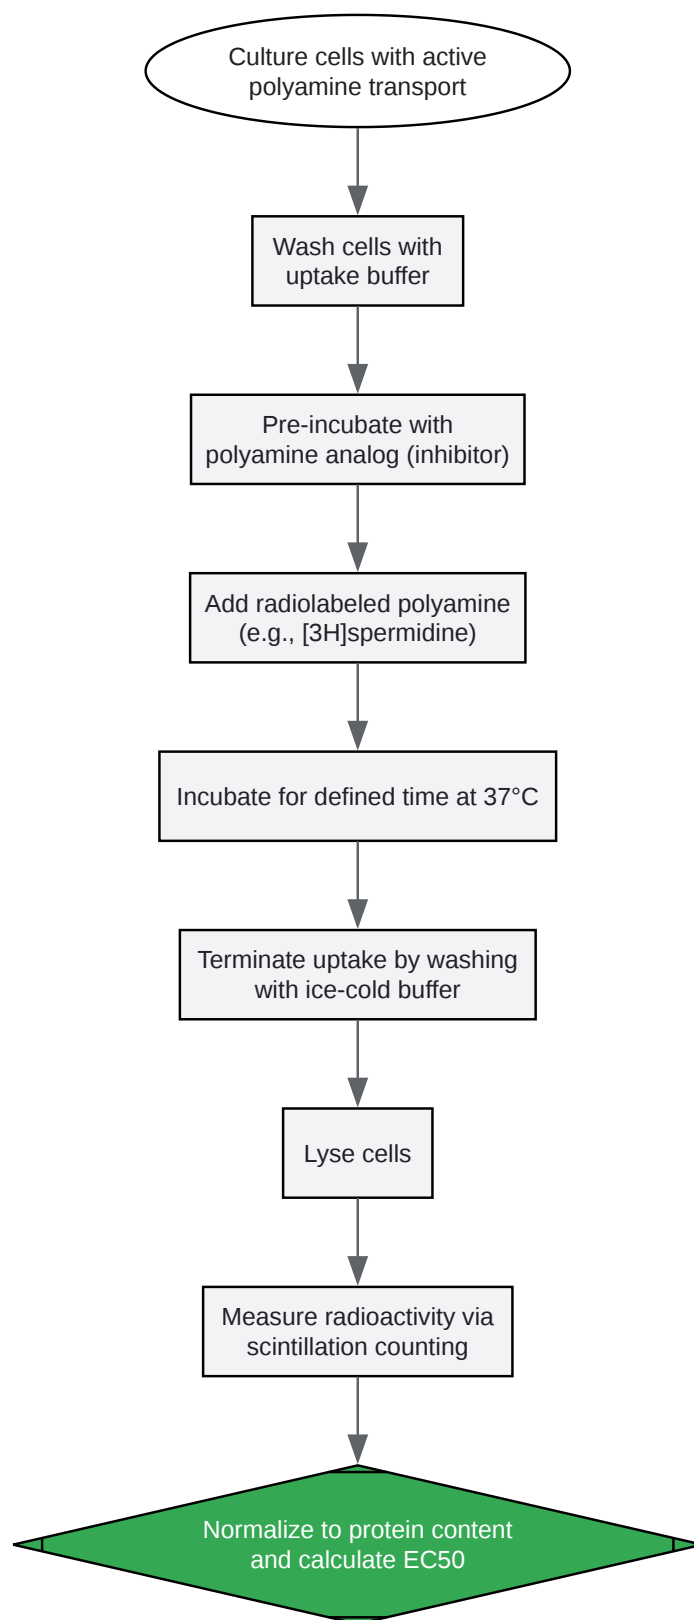 Culture cells with active
polyamine transport
Wash cells with
uptake buffer
Pre-incubate with
polyamine analog (inhibitor)
Add radiolabeled polyamine
(e.g., [3H]spermidine)
Incubate for defined time at 37°C
Terminate uptake by washing
with ice-cold buffer
Lyse cells
Measure radioactivity via
scintillation counting
Normalize to protein content
and calculate EC50